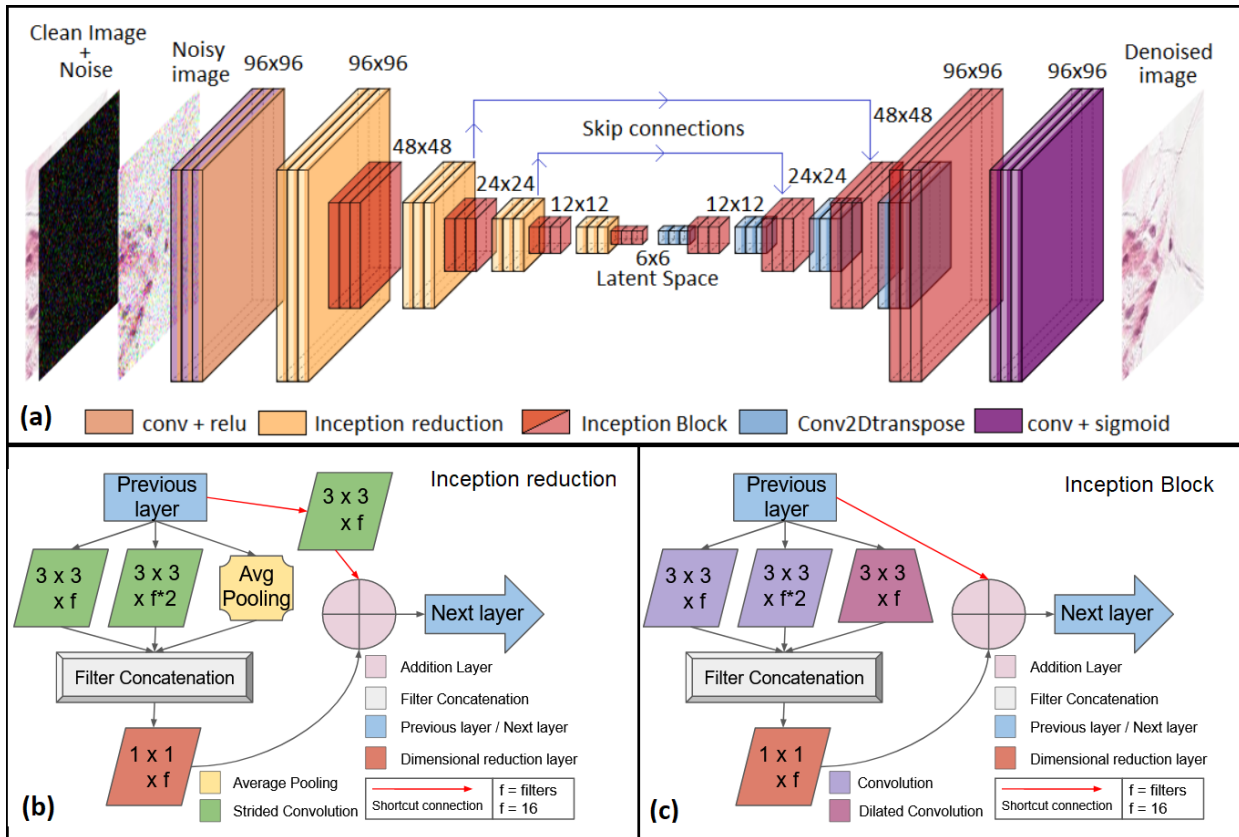 Clean Image
+
Noise
Noisy
image
96x96
96x96
48x48
24x24
12x12
6x6
Latent Space
Skip connections
12x12
24x24
48x48
96x96
96x96
Denoised
image
(a)
conv + relu
Inception reduction
Inception Block
Conv2Dtranspose
conv + sigmoid
Inception reduction
Previous
layer
3 x 3
x f
3 x 3
x f
3 x 3
x f*2
Avg
Pooling
Filter Concatenation
1 x 1
x f
Next layer
Addition Layer
Filter Concatenation
Previous layer / Next layer
Dimensional reduction layer
Average Pooling
Strided Convolution
Shortcut connection
f = filters
f = 16
(b)
Inception Block
Previous
layer
3 x 3
x f
3 x 3
x f*2
3 x 3
x f
Filter Concatenation
1 x 1
x f
Next layer
Addition Layer
Filter Concatenation
Previous layer / Next layer
Dimensional reduction layer
Convolution
Dilated Convolution
Shortcut connection
f = filters
f = 16
(c)